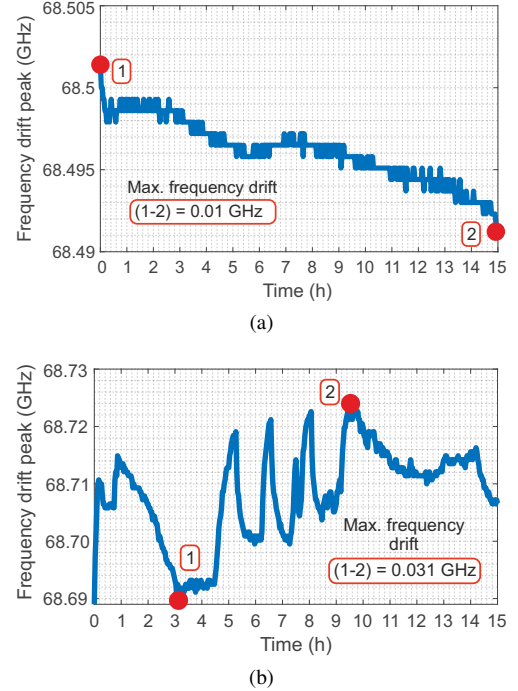 Frequency drift peak (GHz)
68.505
68.5
68.495
68.49
1
Max. frequency drift
(1-2) = 0.01 GHz
2
0 1 2 3 4 5 6 7 8 9 10 11 12 13 14 15
Time (h)
(a)
Frequency drift peak (GHz)
68.73
68.72
68.71
68.70
68.69
2
1
Max. frequency
drift
(1-2) = 0.031 GHz
0 1 2 3 4 5 6 7 8 9 10 11 12 13 14 15
Time (h)
(b)